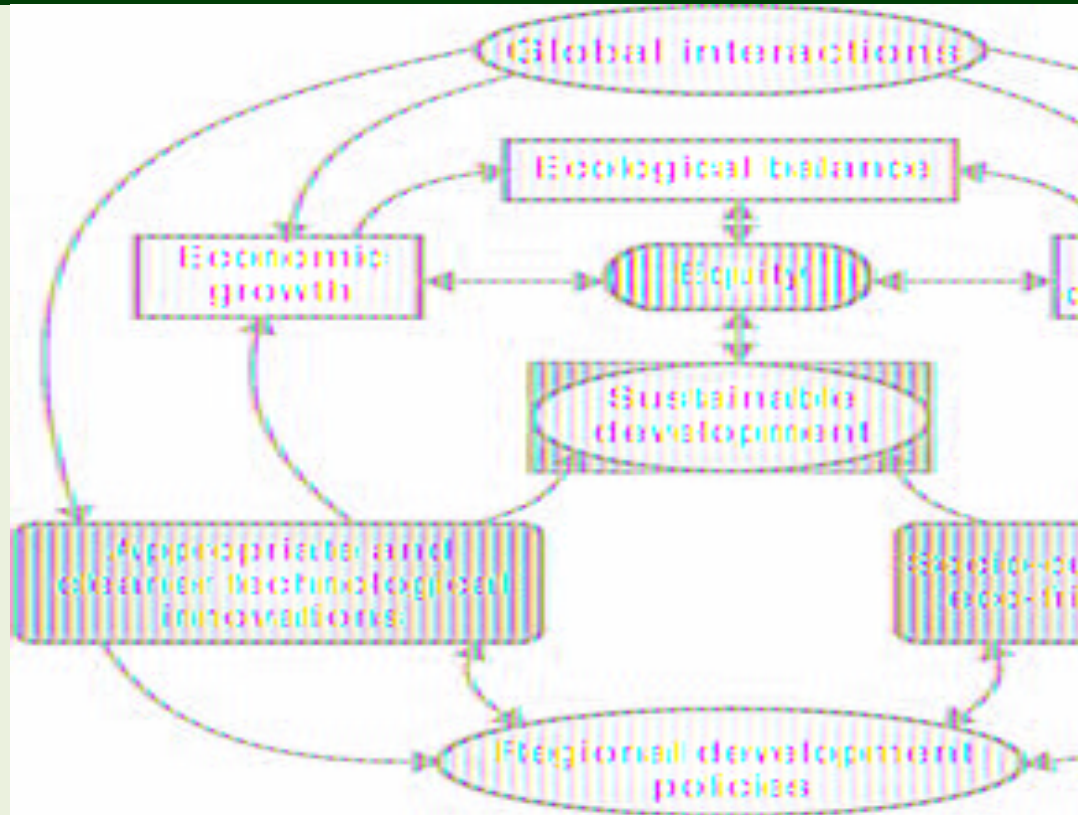 Global interactions
Ecological balance
Economic
growth
Equity
Sustainable
development
Appropriate and
cleaner technological
innovations
Regional development
policies